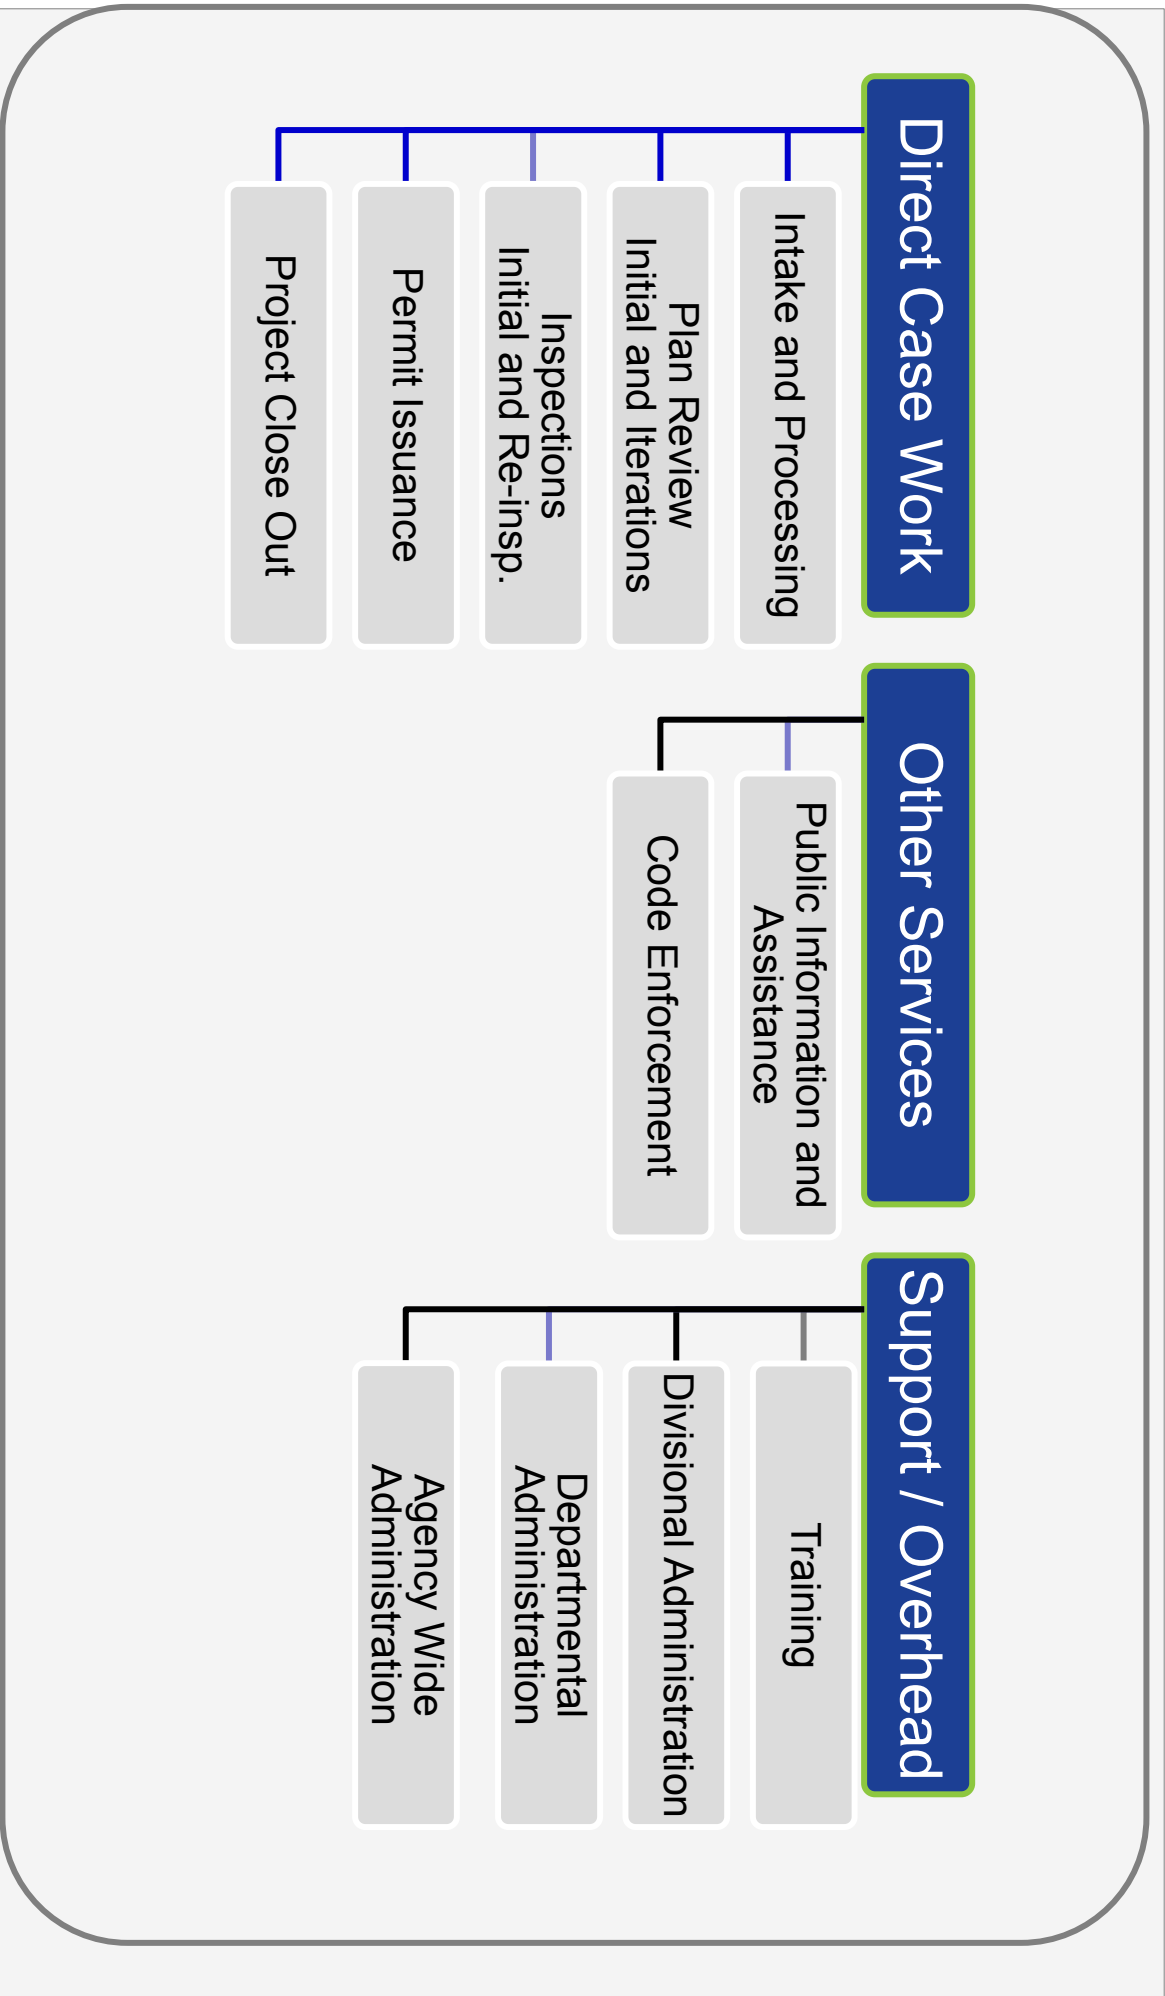 Direct Case Work
Intake and Processing
Plan Review
Initial and Iterations
Inspections
Initial and Re-insp.
Permit Issuance
Project Close Out
Other Services
Public Information and
Assistance
Code Enforcement
Support / Overhead
Training
Divisional Administration
Departmental
Administration
Agency Wide
Administration